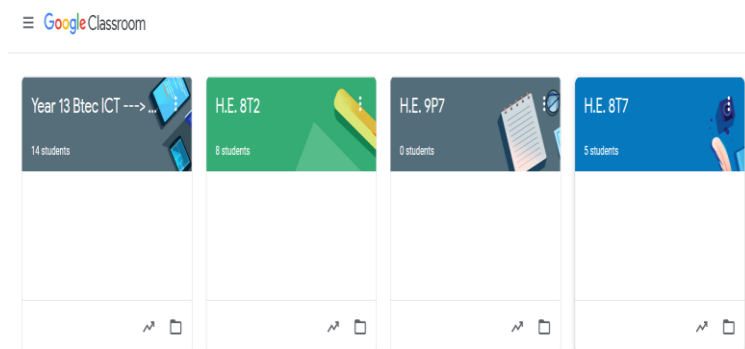 Google Classroom
Year 13 Btec ICT --->...
14 students
H.E. 8T2
8 students
H.E. 9P7
0 students
H.E. 8T7
5 students